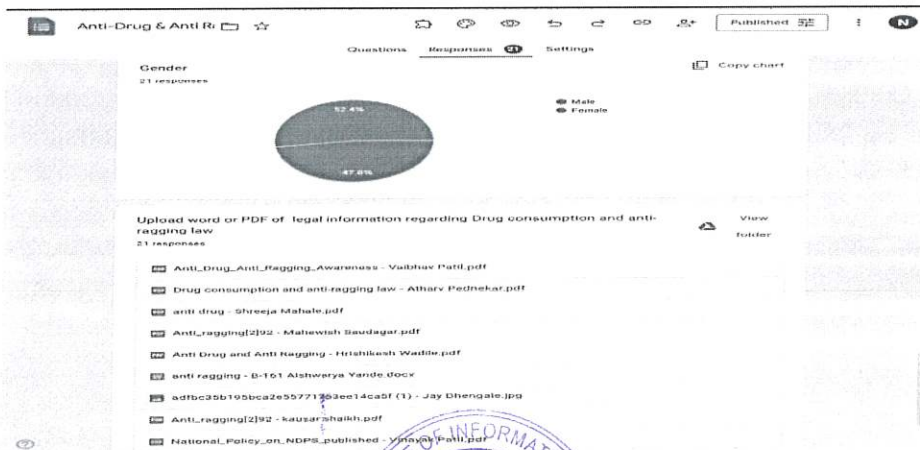 Anti-Drug & Anti R
Published
N
Questions Responses 21 Settings
Gender
Copy chart
21 responses
52.4%
Male
Female
47.6%
Upload word or PDF of legal information regarding Drug consumption and anti-
ragging law
View
folder
21 responses
Anti_Drug_Anti_Ragging_Awareness - Vaibhav Patil.pdf
Drug consumption and anti-ragging law - Atharv Pednekar.pdf
anti drug - Shreeja Mahale.pdf
Anti_ragging[2]92 - Mahewish Saudagar.pdf
Anti Drug and Anti Ragging - Hrishikesh Wadile.pdf
anti ragging - B-161 Aishwarya Yande.docx
(1) - Jay Dhengale.jpg
Anti_ragging[2]92 - kausar shaikh.pdf
National_Policy_on_NDPS_published - Vinayak Patil.pdf
OF INFORMA